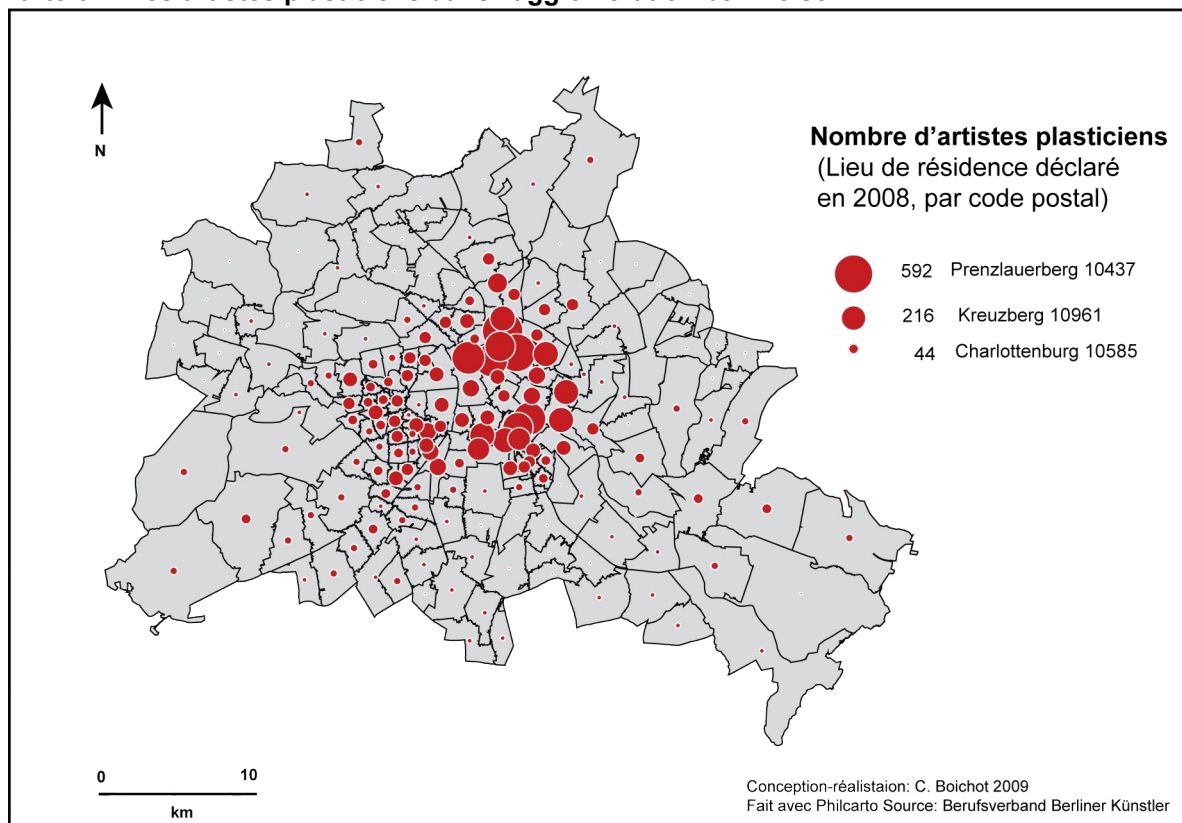 N
Nombre d'artistes plasticiens
(Lieu de résidence déclaré
en 2008, par code postal)
592 Prenzlauerberg 10437
216 Kreuzberg 10961
44 Charlottenburg 10585
0 10
km
Conception-réalistaion: C. Boichot 2009
Fait avec Philcarto Source: Berufsverband Berliner Künstler